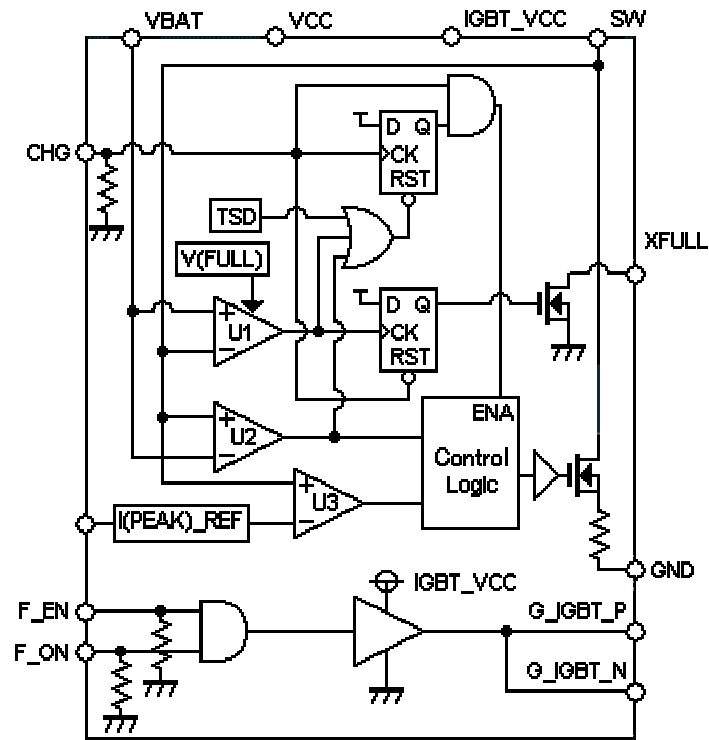 VBAT
VCC
IGBT_VCC
SW
CHG
D Q
CK
RST
TSD
V(FULL)
XFULL
D Q
CK
RST
+
U1
−
ENA
+
U2
−
Control
Logic
+
U3
−
I(PEAK)_REF
GND
F_EN
IGBT_VCC
G_IGBT_P
F_ON
G_IGBT_N